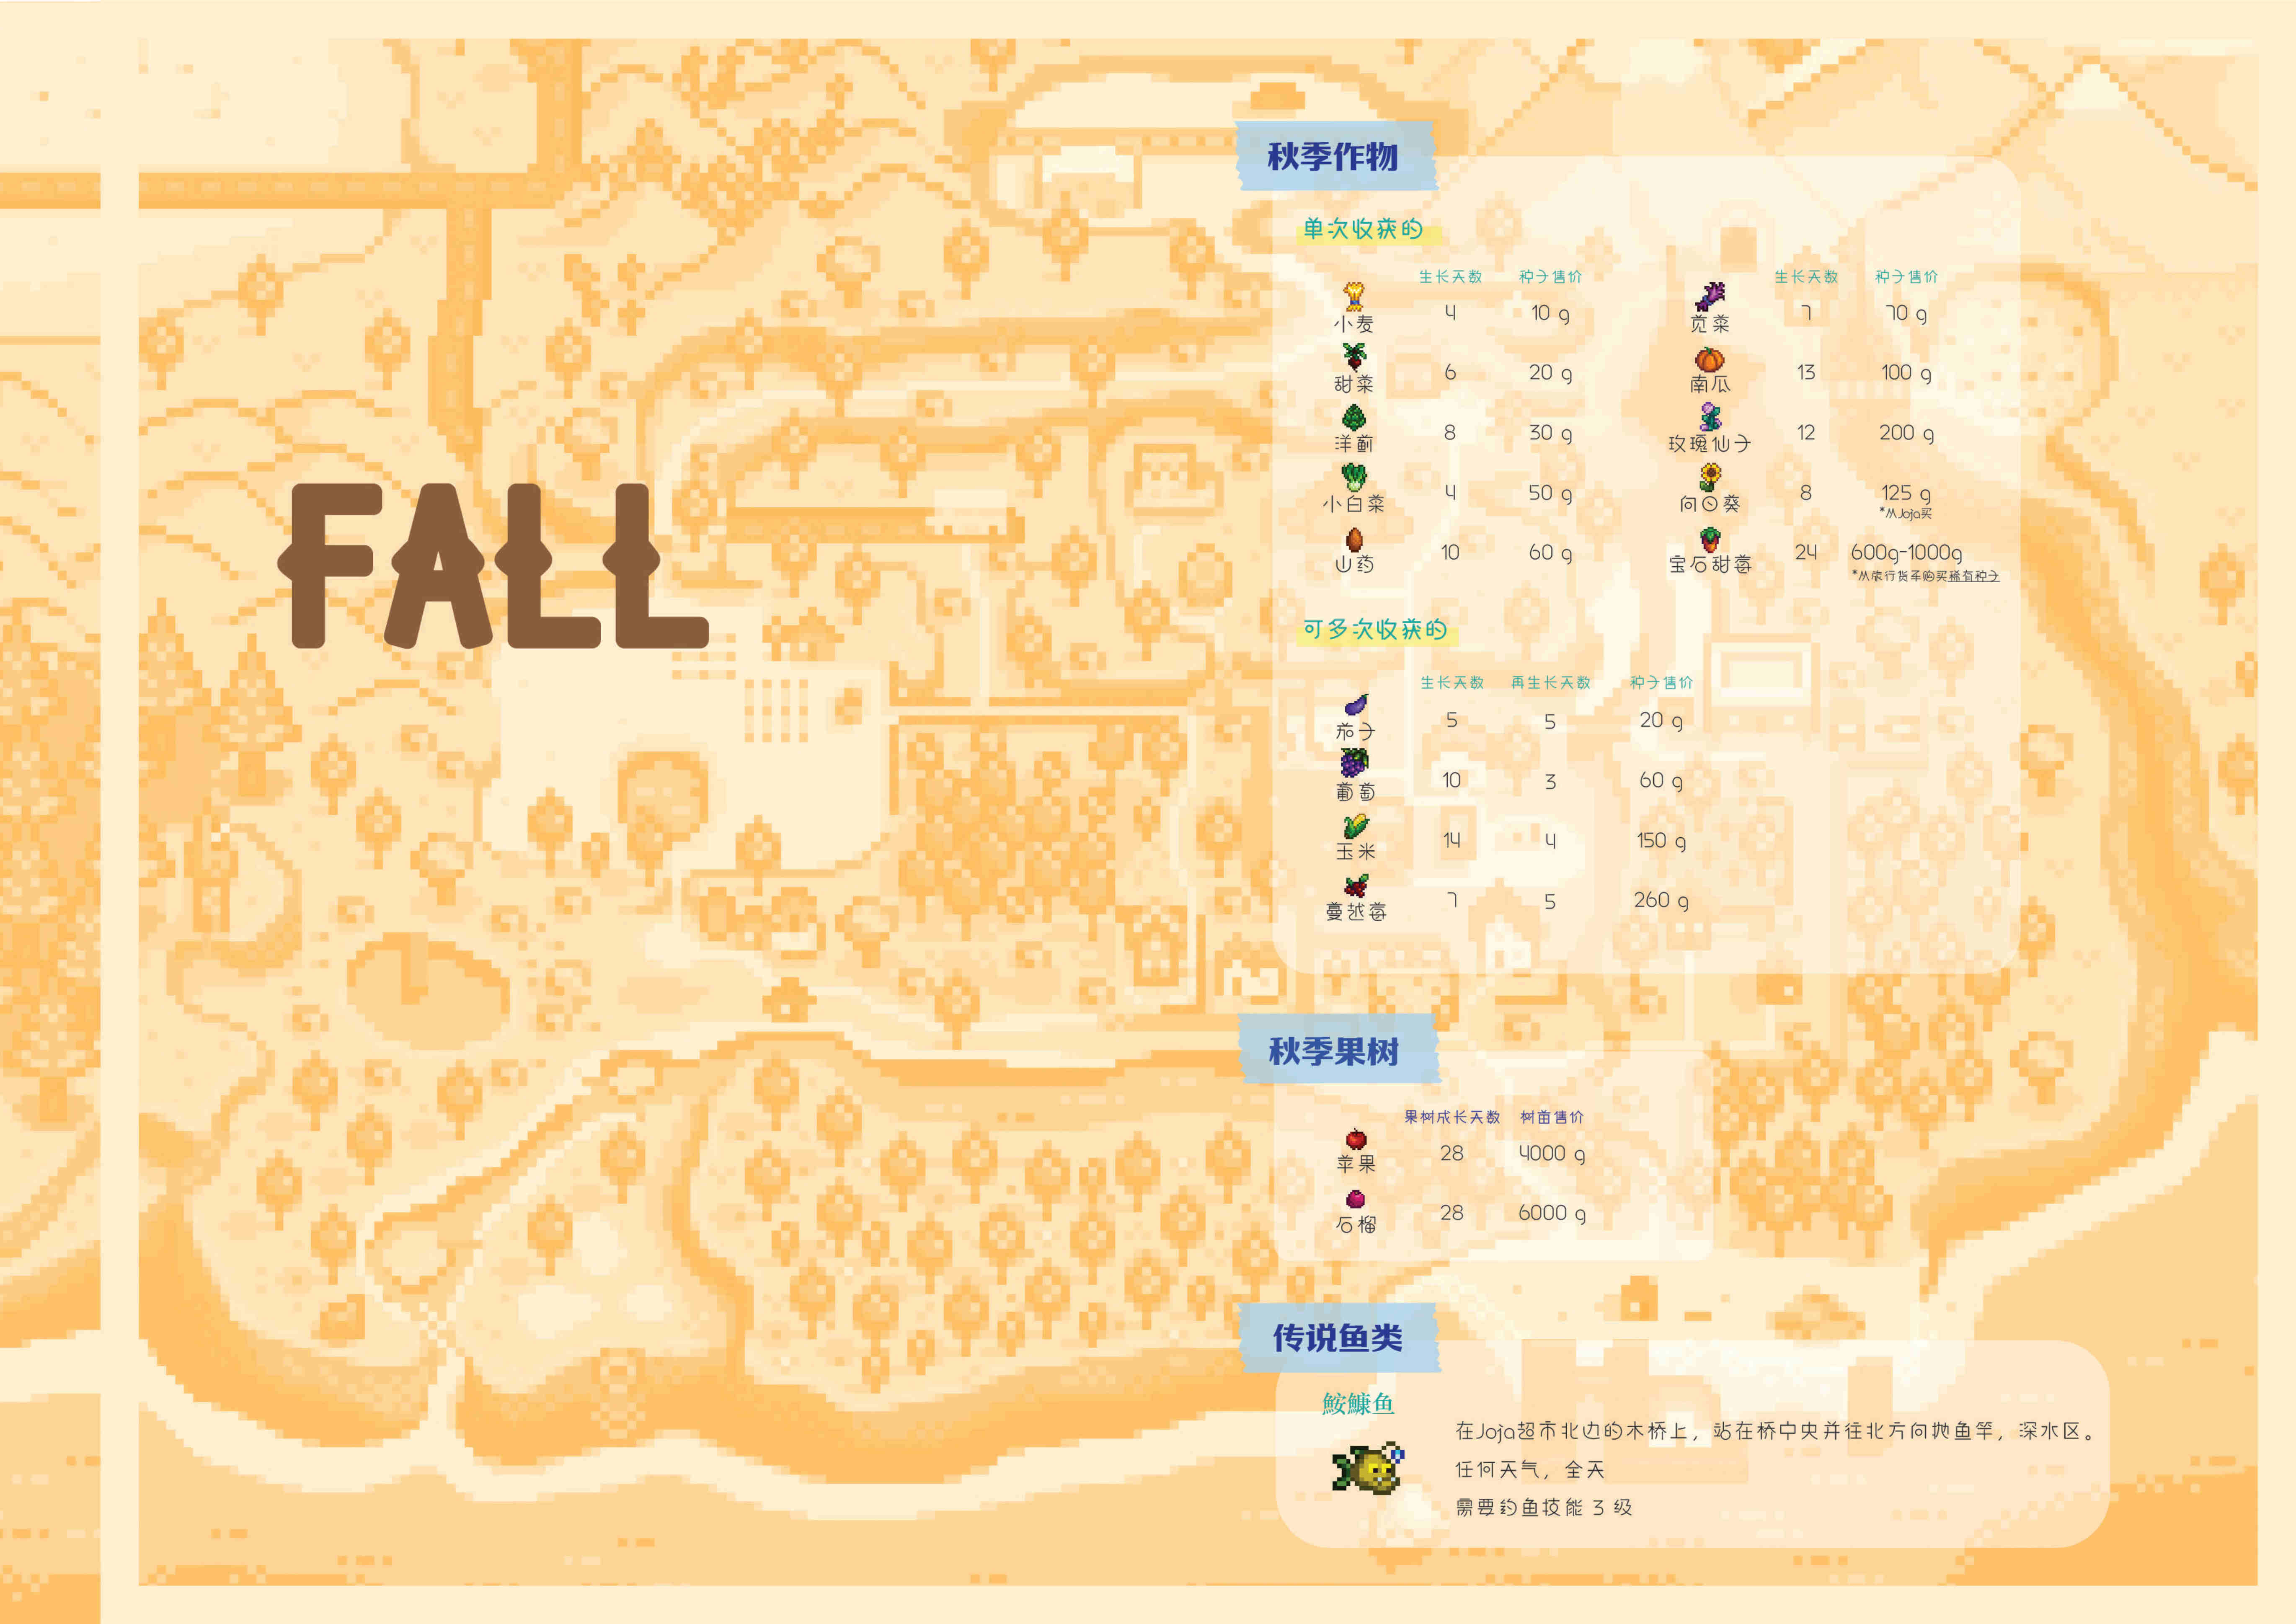 FALL
秋季作物
单次收获的
生长天数 种子售价
小麦 4 10 g
甜菜 6 20 g
洋蓟 8 30 g
小白菜 4 50 g
山药 10 60 g
生长天数 种子售价
苋菜 7 70 g
南瓜 13 100 g
玫瑰仙子 12 200 g
向日葵 8 125 g
*从Joja买
宝石甜莓 24 600g-1000g
*从旅行货车购买稀有种子
可多次收获的
生长天数 再生长天数 种子售价
茄子 5 5 20 g
葡萄 10 3 60 g
玉米 14 4 150 g
蔓越莓 7 5 260 g
秋季果树
果树成长天数 树苗售价
苹果 28 4000 g
石榴 28 6000 g
传说鱼类
鮟鱇鱼
在Joja超市北边的木桥上，站在桥中央并往北方向抛鱼竿，深水区。
任何天气，全天
需要钓鱼技能 3 级